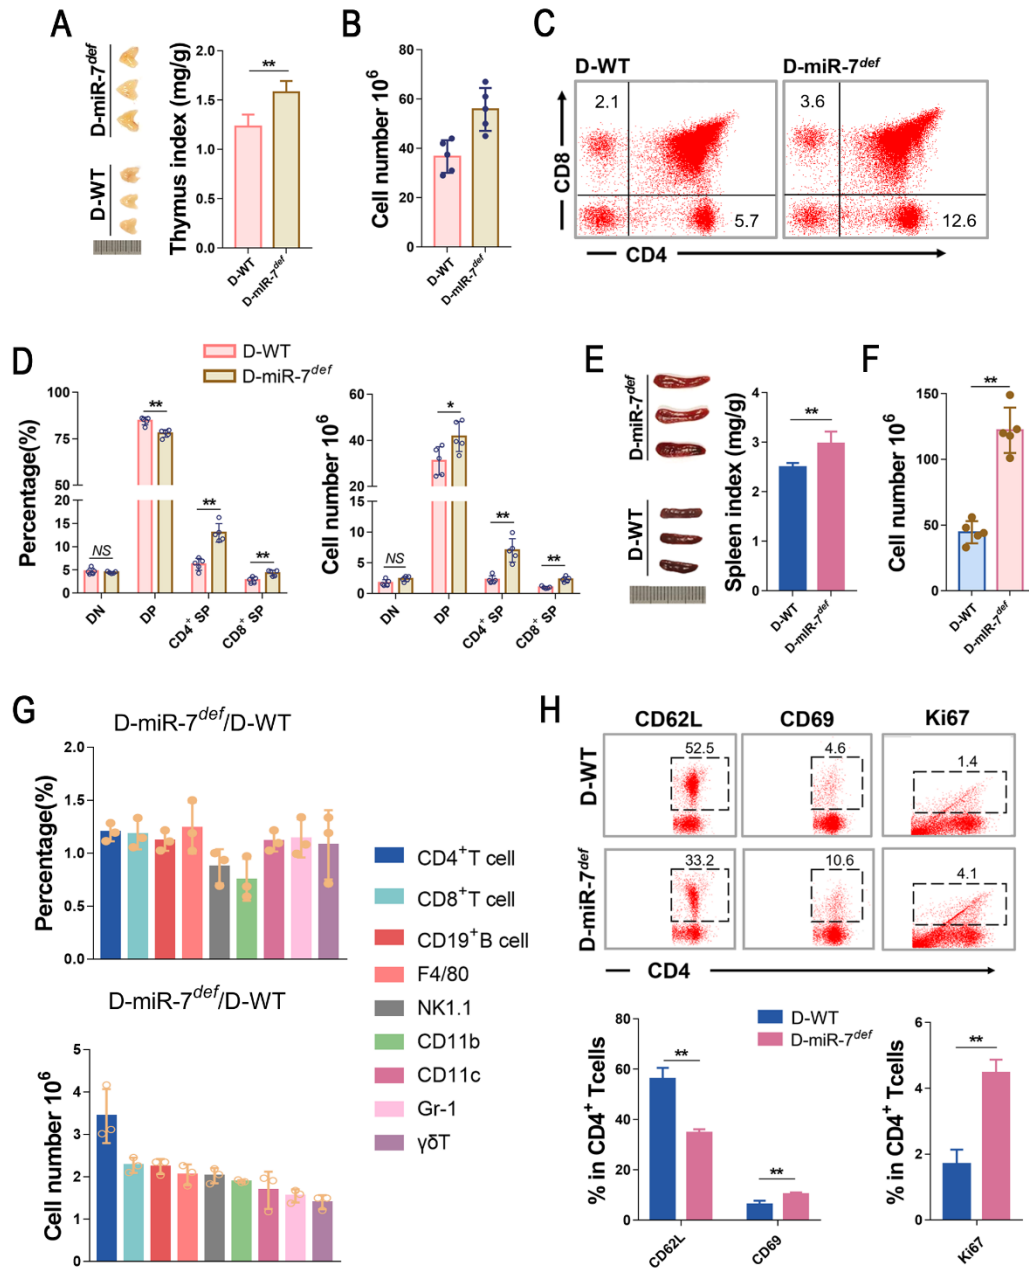 A
D-miR-7def
D-WT
Thymus index (mg/g)
2.0
1.5
1.0
0.5
0.0
**
D-WT
D-miR-7def
B
Cell number 10^6
80
60
40
20
0
D-WT
D-miR-7def
C
D-WT
D-miR-7def
2.1
3.6
5.7
12.6
CD8
CD4
D
D-WT
D-miR-7def
Percentage(%)
100
75
50
20
15
10
5
0
NS
**
**
**
DN
DP
CD4+ SP
CD8+ SP
Cell number 10^6
60
40
20
15
10
5
0
NS
*
**
**
DN
DP
CD4+ SP
CD8+ SP
E
D-miR-7def
D-WT
Spleen index (mg/g)
4
3
2
1
0
**
D-WT
D-miR-7def
F
Cell number 10^6
150
100
50
0
**
D-WT
D-miR-7def
G
D-miR-7def/D-WT
Percentage(%)
2.0
1.5
1.0
0.5
0.0
D-miR-7def/D-WT
Cell number 10^6
5
4
3
2
1
0
CD4+T cell
CD8+T cell
CD19+B cell
F4/80
NK1.1
CD11b
CD11c
Gr-1
γδT
H
CD62L
CD69
Ki67
D-WT
52.5
4.6
1.4
D-miR-7def
33.2
10.6
4.1
CD4
D-WT
D-miR-7def
% in CD4+ Tcells
80
60
40
20
0
**
**
CD62L
CD69
% in CD4+ Tcells
6
4
2
0
**
Ki67